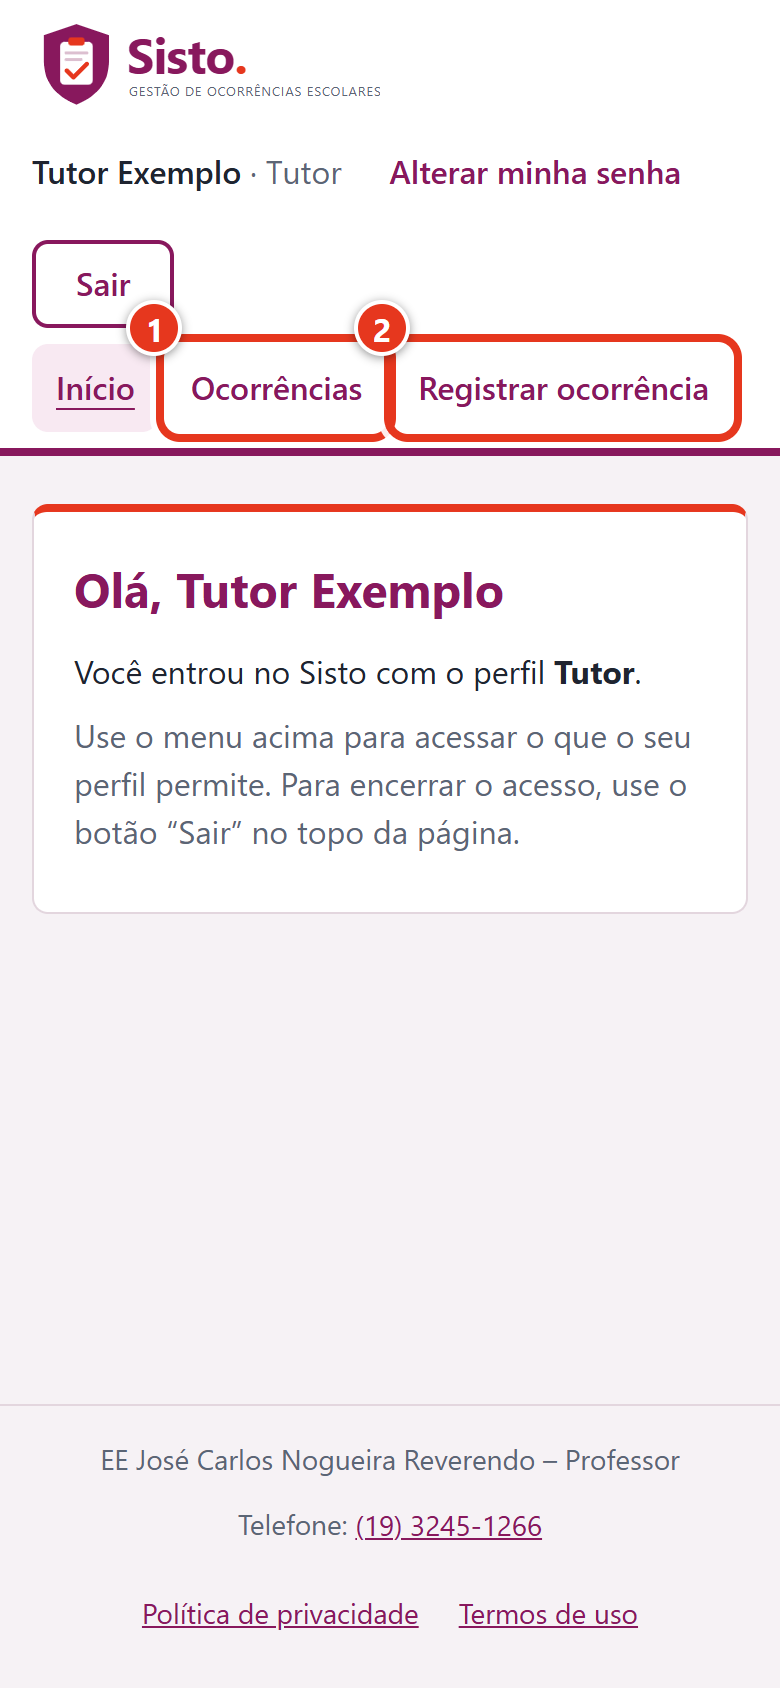 Sisto.
GESTÃO DE OCORRÊNCIAS ESCOLARES
Tutor Exemplo · Tutor Alterar minha senha
Sair
1 2
Início Ocorrências Registrar ocorrência
Olá, Tutor Exemplo
Você entrou no Sisto com o perfil Tutor.
Use o menu acima para acessar o que o seu
perfil permite. Para encerrar o acesso, use o
botão “Sair” no topo da página.
EE José Carlos Nogueira Reverendo – Professor
Telefone: (19) 3245-1266
Política de privacidade Termos de uso